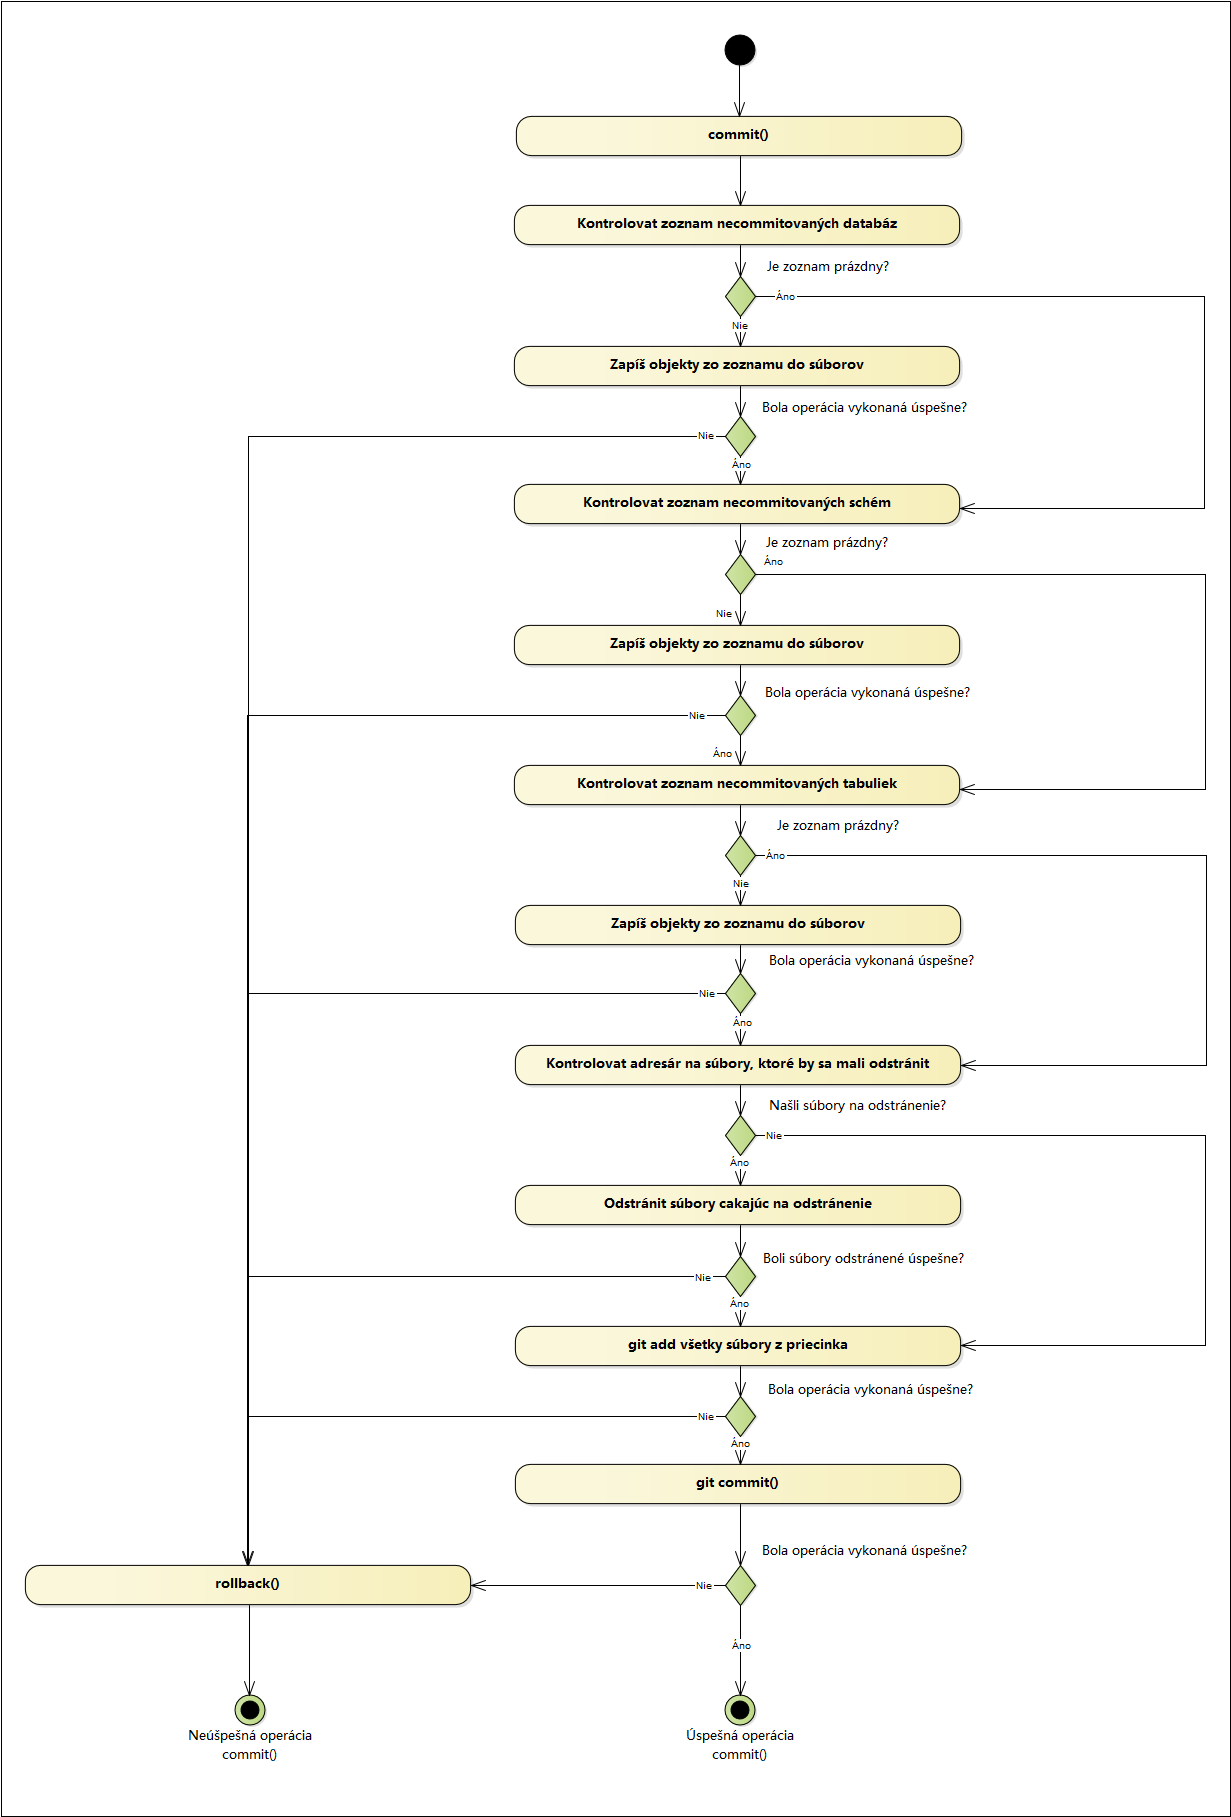 commit()
Kontrolovat zoznam necommitovaných databáz
Je zoznam prázdny?
Áno
Nie
Zapíš objekty zo zoznamu do súborov
Bola operácia vykonaná úspešne?
Nie
Áno
Kontrolovat zoznam necommitovaných schém
Je zoznam prázdny?
Áno
Nie
Zapíš objekty zo zoznamu do súborov
Bola operácia vykonaná úspešne?
Nie
Áno
Kontrolovat zoznam necommitovaných tabuliek
Je zoznam prázdny?
Áno
Nie
Zapíš objekty zo zoznamu do súborov
Bola operácia vykonaná úspešne?
Nie
Áno
Kontrolovat adresár na súbory, ktoré by sa mali odstránit
Našli súbory na odstránenie?
Nie
Áno
Odstránit súbory cakajúc na odstránenie
Boli súbory odstránené úspešne?
Nie
Áno
git add všetky súbory z priecinka
Bola operácia vykonaná úspešne?
Nie
Áno
git commit()
Bola operácia vykonaná úspešne?
rollback()
Nie
Áno
Neúšpešná operácia
commit()
Úspešná operácia
commit()